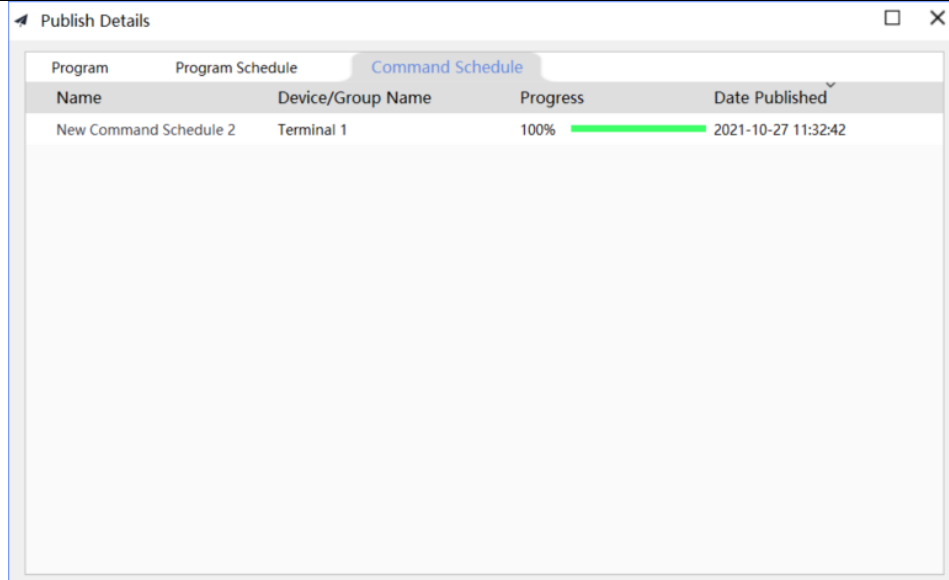 Publish Details
Program Program Schedule Command Schedule
Name Device/Group Name Progress Date Published
New Command Schedule 2 Terminal 1 100% 2021-10-27 11:32:42